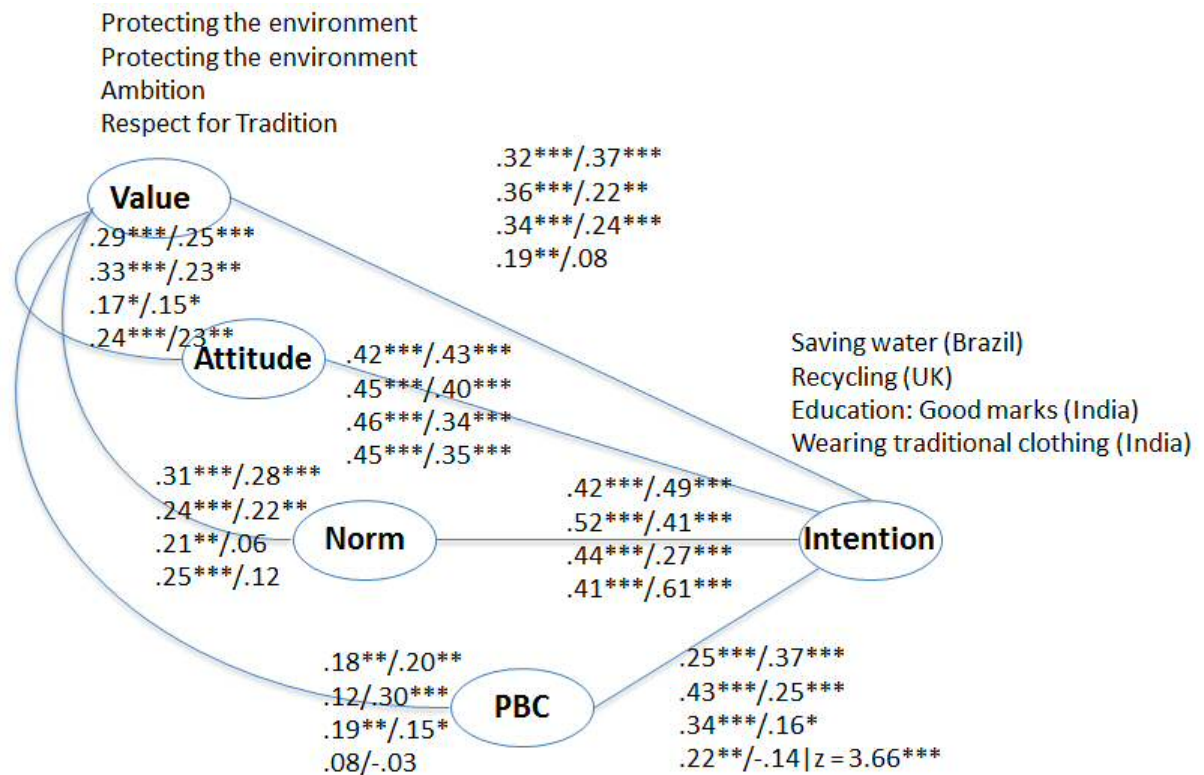 Protecting the environment
Protecting the environment
Ambition
Respect for Tradition
.32***/.37***
.36***/.22**
.34***/.24***
.19**/.08
Value
.29***/.25***
.33***/.23**
.17*/.15*
.24***/23**
Attitude
.42***/.43***
.45***/.40***
.46***/.34***
.45***/.35***
Saving water (Brazil)
Recycling (UK)
Education: Good marks (India)
Wearing traditional clothing (India)
.31***/.28***
.24***/.22**
.21**/.06
.25***/.12
Norm
.42***/.49***
.52***/.41***
.44***/.27***
.41***/.61***
Intention
.18**/.20**
.12/.30***
.19**/.15*
.08/-.03
PBC
.25***/.37***
.43***/.25***
.34***/.16*
.22**/-.14|z = 3.66***